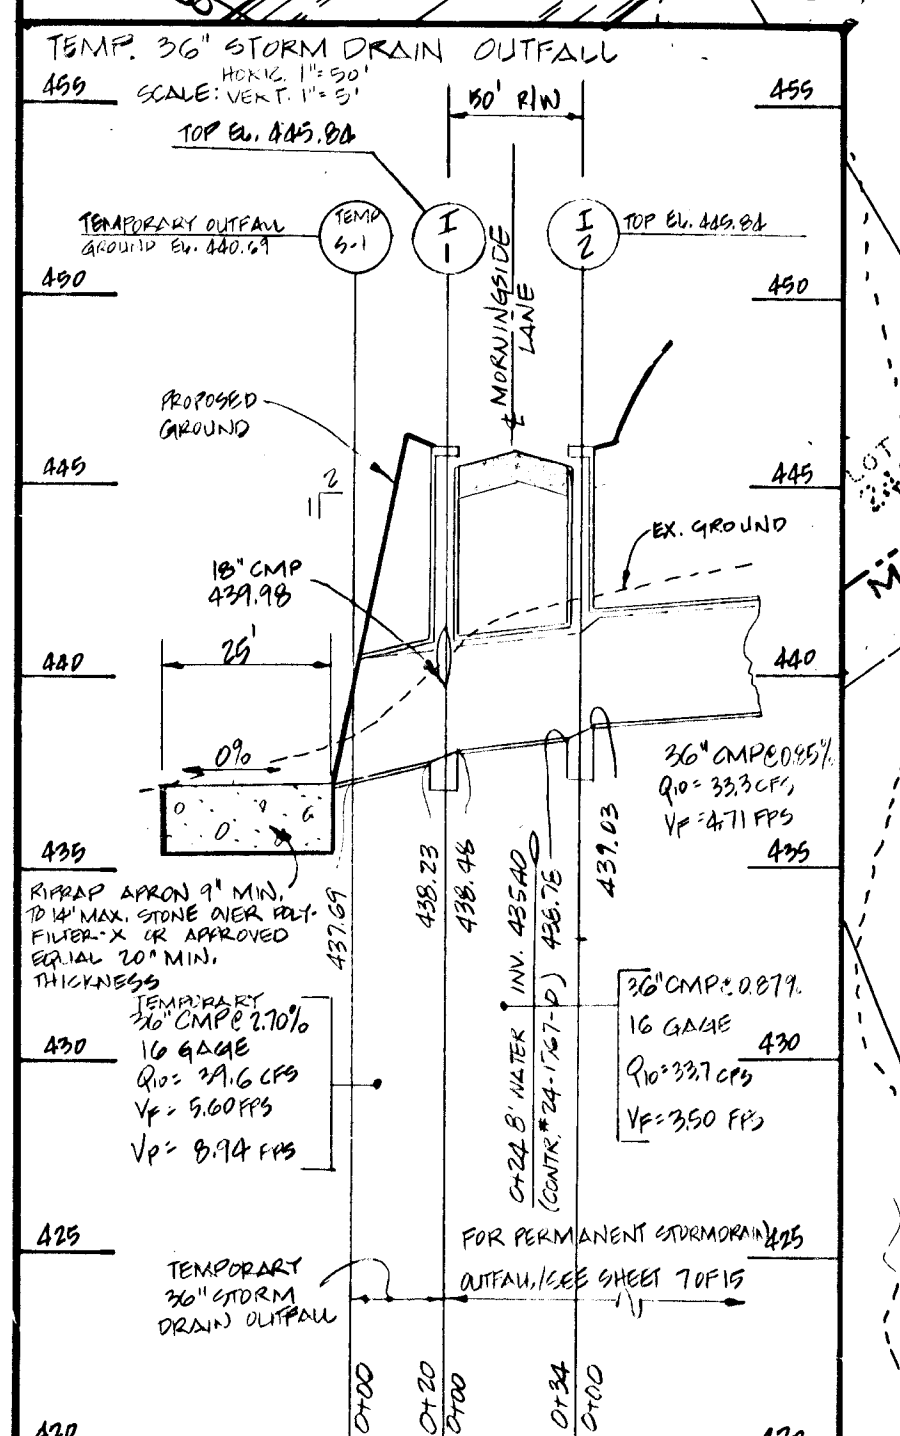 TEMP. 36" STORM DRAIN OUTFALL
HORIZ. 1"=50'
SCALE: VERT. 1"=5'
455
50' R/W
455
TOP EL. 445.84
TEMPORARY OUTFALL
GROUND EL. 440.69
TEMP
S-1
I
1
I
2
TOP EL. 445.84
450
450
℄ MORNINGSIDE
LANE
PROPOSED
GROUND
445
445
2
1
LOT
EX. GROUND
18" CMP
439.98
M
25'
440
440
0%
36" CMP@0.85%
Q10= 33.3 CFS
VF=4.71 FPS
435
435
RIPRAP APRON 9" MIN.
TO 14" MAX. STONE OVER POLY-
FILTER-X OR APPROVED
EQUAL 20" MIN.
THICKNESS
437.69
438.23
438.48
0+24 8" WATER INV. 435.40
(CONTR.#24-1767-D)
438.78
439.03
TEMPORARY
36" CMP@ 2.70%
16 GAGE
Q10= 39.6 CFS
VF= 5.60 FPS
VP= 8.94 FPS
36" CMP@ 0.87%
16 GAGE
Q10=33.7 CFS
VF=3.50 FPS
430
430
425
425
FOR PERMANENT STORMDRAIN
OUTFALL/SEE SHEET 7 OF 15
TEMPORARY
36" STORM
DRAIN OUTFALL
0+00
0+20
0+00
0+34
0+00
420
420